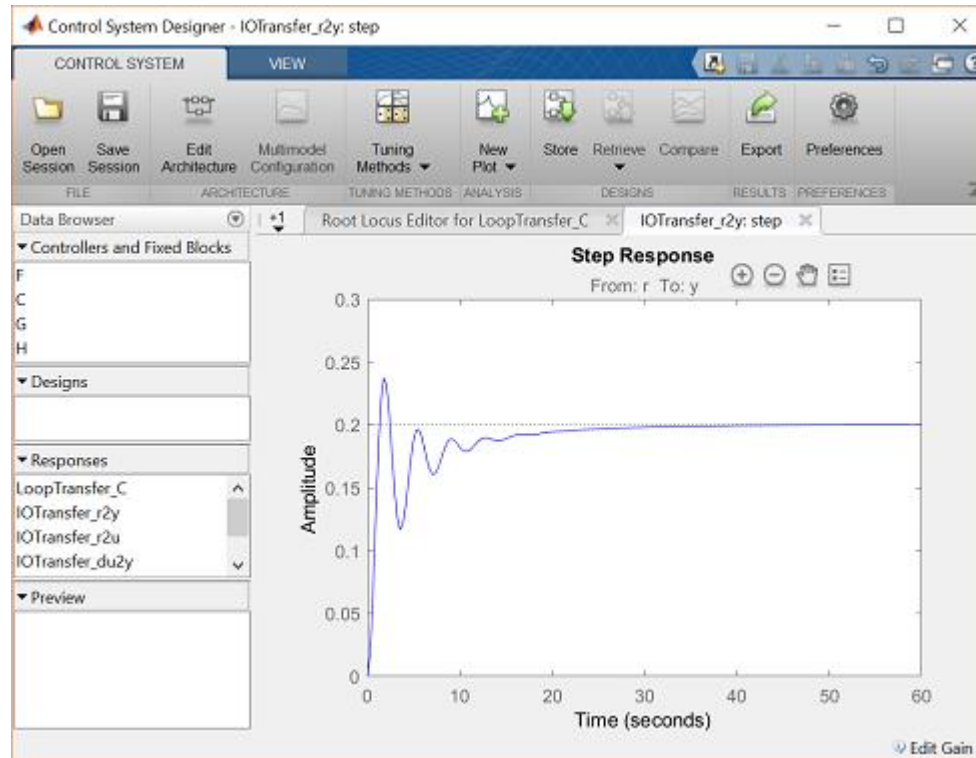 Control System Designer - IOTransfer_r2y: step
CONTROL SYSTEM VIEW
Open Session
Save Session
Edit Architecture
Multimodel Configuration
Tuning Methods
New Plot
Store
Retrieve
Compare
Export
Preferences
FILE ARCHITECTURE TUNING METHODS ANALYSIS DESIGNS RESULTS PREFERENCES
Data Browser
Root Locus Editor for LoopTransfer_C
IOTransfer_r2y: step
Controllers and Fixed Blocks
F
C
G
H
Designs
Responses
LoopTransfer_C
IOTransfer_r2y
IOTransfer_r2u
IOTransfer_du2y
Preview
Step Response
From: r To: y
0.3
0.25
0.2
0.15
0.1
0.05
0
Amplitude
0 10 20 30 40 50 60
Time (seconds)
Edit Gain